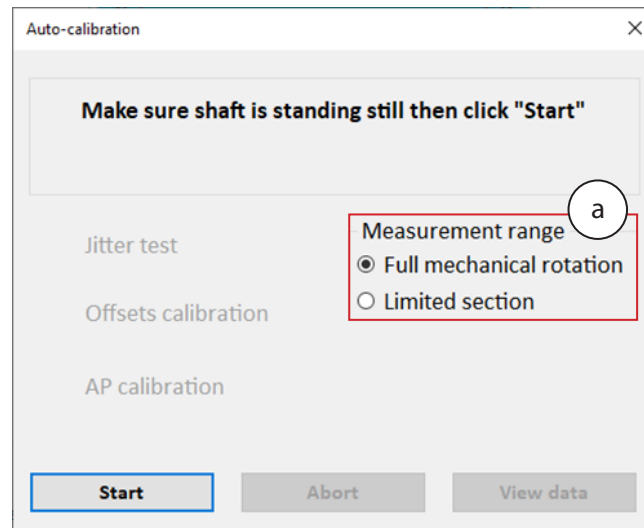 Auto-calibration
Make sure shaft is standing still then click "Start"
a
Measurement range
Jitter test
Full mechanical rotation
Limited section
Offsets calibration
AP calibration
Start
Abort
View data